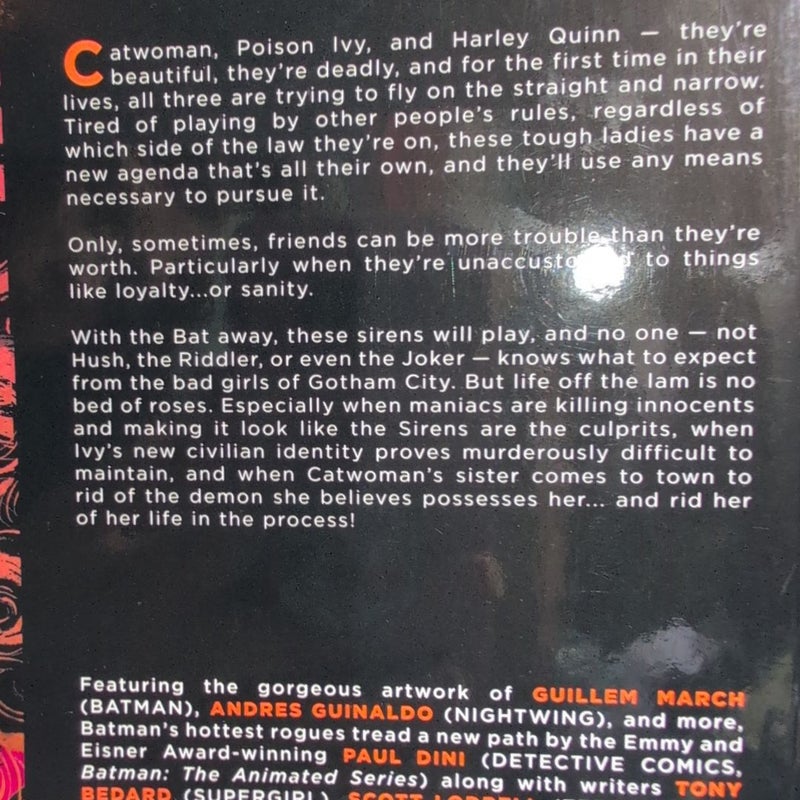 Catwoman, Poison Ivy, and Harley Quinn — they're
beautiful, they're deadly, and for the first time in their
lives, all three are trying to fly on the straight and narrow.
Tired of playing by other people's rules, regardless of
which side of the law they're on, these tough ladies have a
new agenda that's all their own, and they'll use any means
necessary to pursue it.
Only, sometimes, friends can be more trouble than they're
worth. Particularly when they're to things
like loyalty...or sanity.
With the Bat away, these sirens will play, and no one — not
Hush, the Riddler, or even the Joker — knows what to expect
from the bad girls of Gotham City. But life off the lam is no
bed of roses. Especially when maniacs are killing innocents
and making it look like the Sirens are the culprits, when
Ivy's new civilian identity proves murderously difficult to
maintain, and when Catwoman's sister comes to town to
rid of the demon she believes possesses her... and rid her
of her life in the process!
Featuring the gorgeous artwork of GUILLEM MARCH
(BATMAN), ANDRES GUINALDO (NIGHTWING), and more,
Batman's hottest rogues tread a new path by the Emmy and
Eisner Award-winning PAUL DINI (DETECTIVE COMICS,
Batman: The Animated Series) along with writers TONY
BEDARD (SUPERGIRL), SCOTT